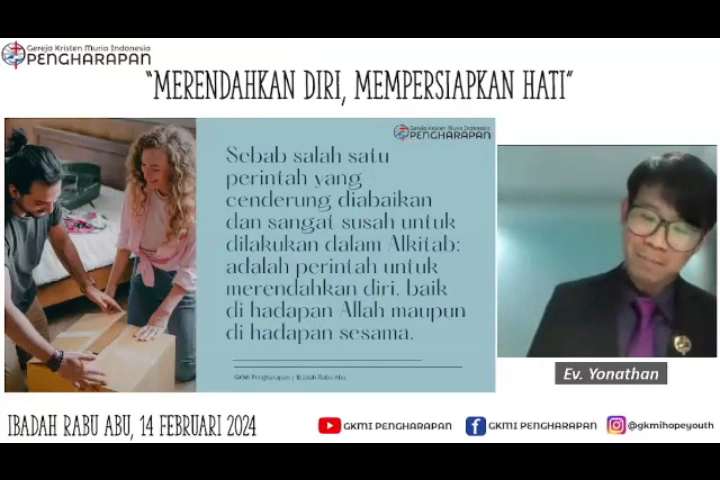 Gereja Kristen Muria Indonesia
PENGHARAPAN
"MERENDAHKAN DIRI, MEMPERSIAPKAN HATI"
Gereja Kristen Muria Indonesia
PENGHARAPAN
Sebab salah satu
perintah yang
cenderung diabaikan
dan sangat susah untuk
dilakukan dalam Alkitab:
adalah perintah untuk
merendahkan diri, baik
di hadapan Allah maupun
di hadapan sesama.
GKMI Pengharapan | Ibadah Rabu Abu
Ev. Yonathan
IBADAH RABU ABU, 14 FEBRUARI 2024
GKMI PENGHARAPAN
GKMI PENGHARAPAN
@gkmihopeyouth